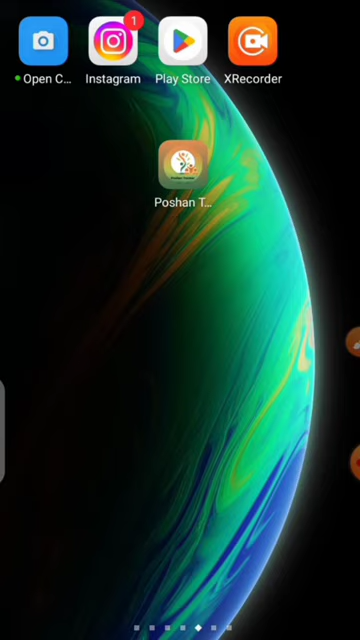 1
Open C...
Instagram
Play Store
XRecorder
Poshan T...